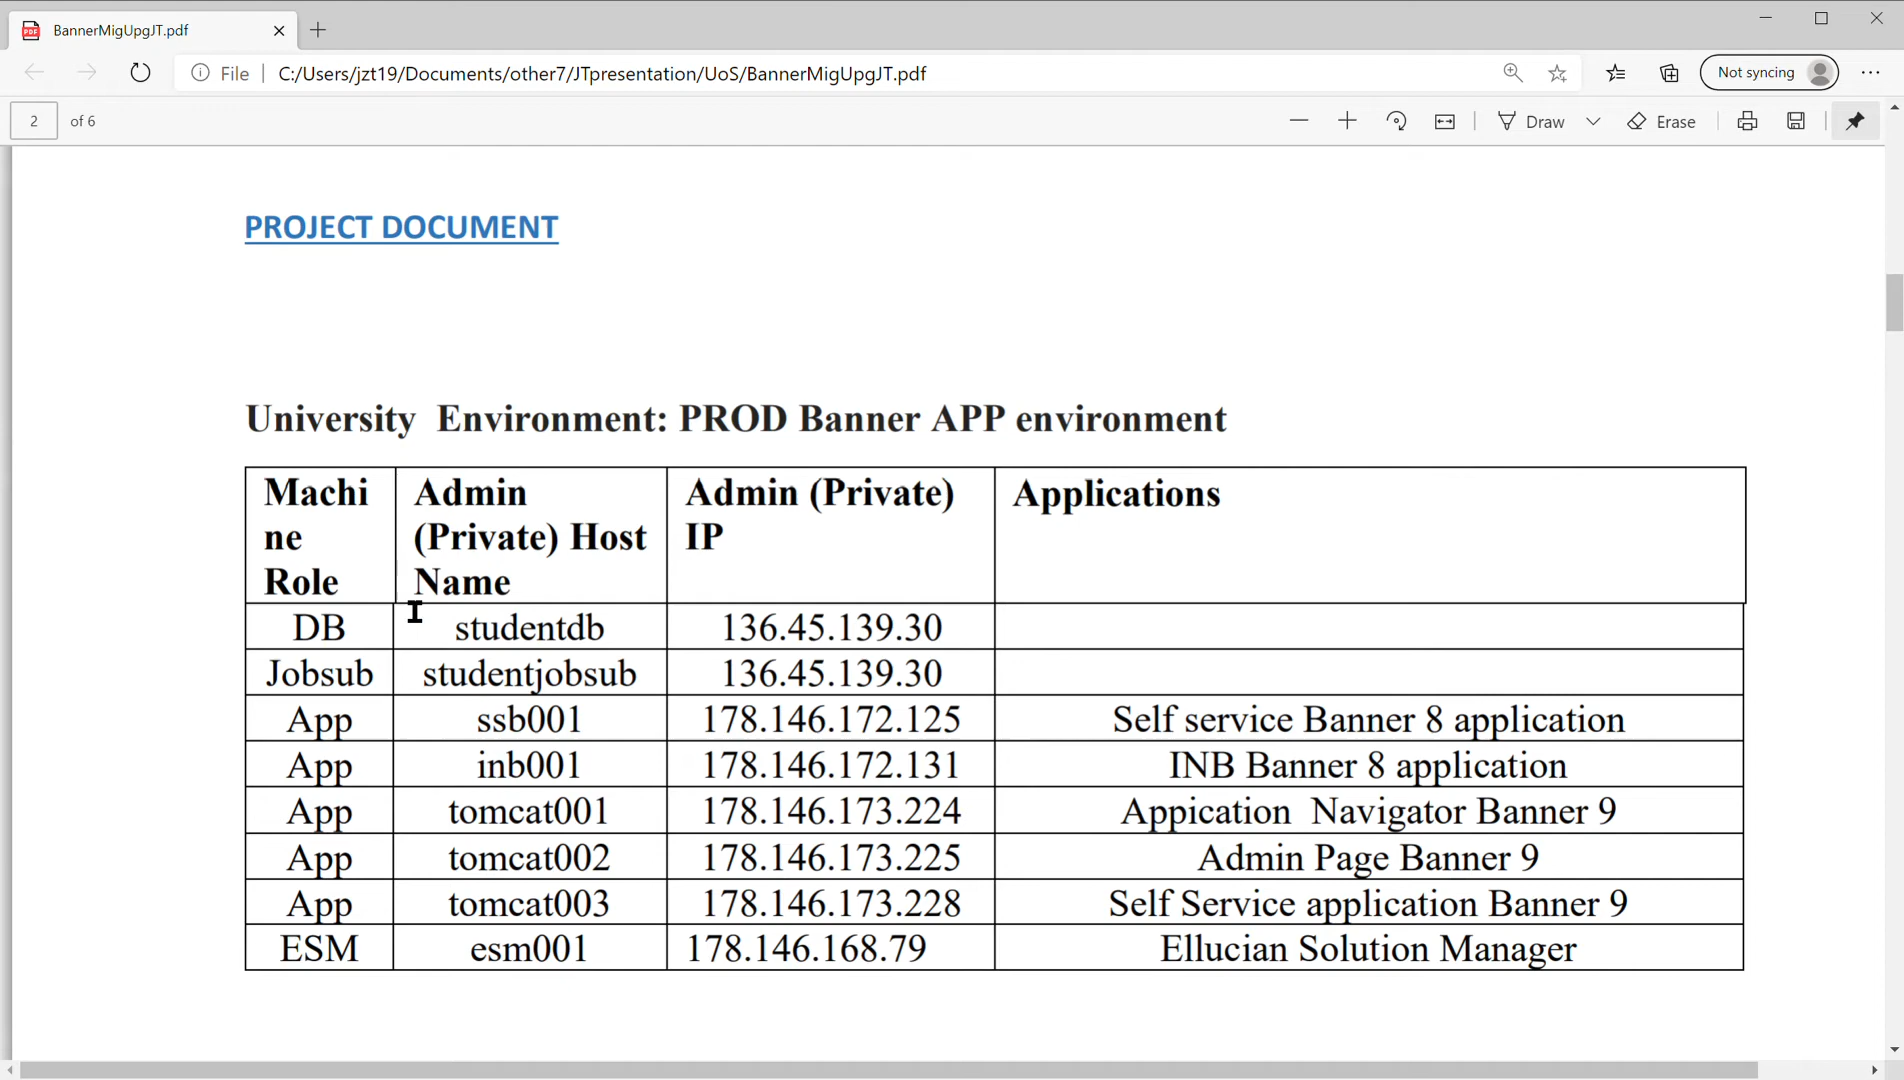 BannerMigUpgJT.pdf
File C:/Users/jzt19/Documents/other7/JTpresentation/UoS/BannerMigUpgJT.pdf
Not syncing
2 of 6
Draw
Erase
PROJECT DOCUMENT
University Environment: PROD Banner APP environment
Machi
ne
Role
Admin
(Private) Host
Name
Admin (Private)
IP
Applications
DB studentdb 136.45.139.30
Jobsub studentjobsub 136.45.139.30
App ssb001 178.146.172.125 Self service Banner 8 application
App inb001 178.146.172.131 INB Banner 8 application
App tomcat001 178.146.173.224 Appication Navigator Banner 9
App tomcat002 178.146.173.225 Admin Page Banner 9
App tomcat003 178.146.173.228 Self Service application Banner 9
ESM esm001 178.146.168.79 Ellucian Solution Manager